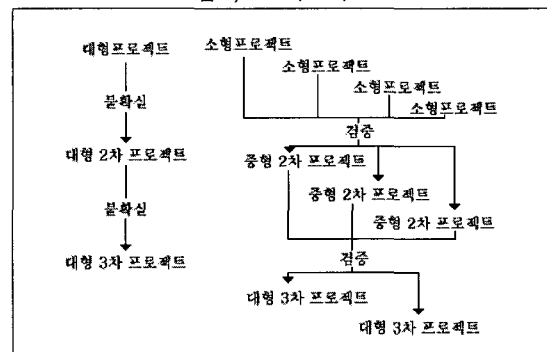 대형프로젝트
불확실
대형 2차 프로젝트
불확실
대형 3차 프로젝트
소형프로젝트
소형프로젝트
소형프로젝트
소형프로젝트
검증
중형 2차 프로젝트
중형 2차 프로젝트
중형 2차 프로젝트
검증
대형 3차 프로젝트
대형 3차 프로젝트